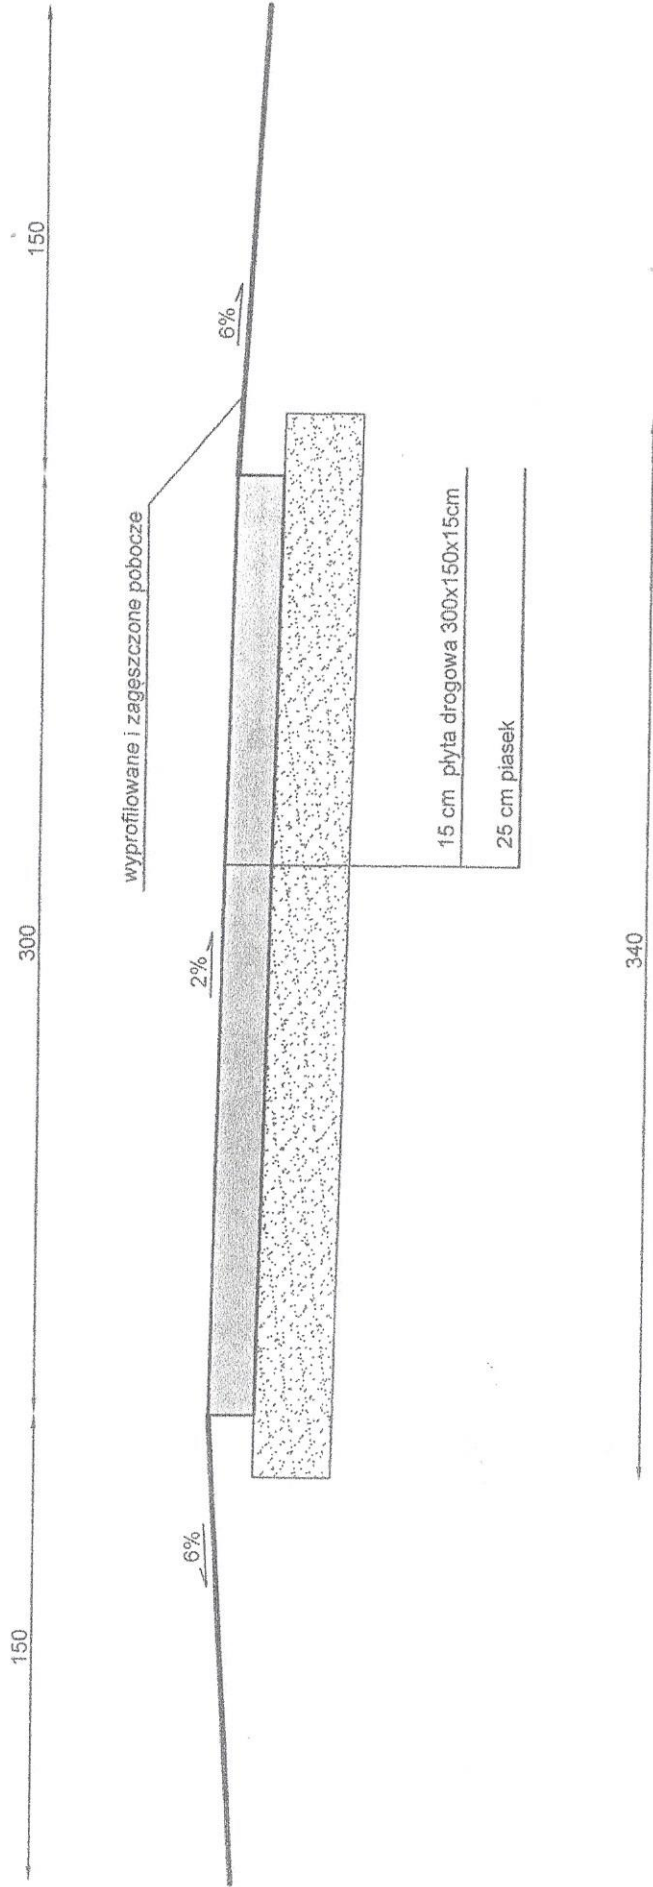 150
300
150
wyprofilowane i zagęszczone pobocze
6%
2%
6%
15 cm płyta drogowa 300x150x15cm
25 cm piasek
340